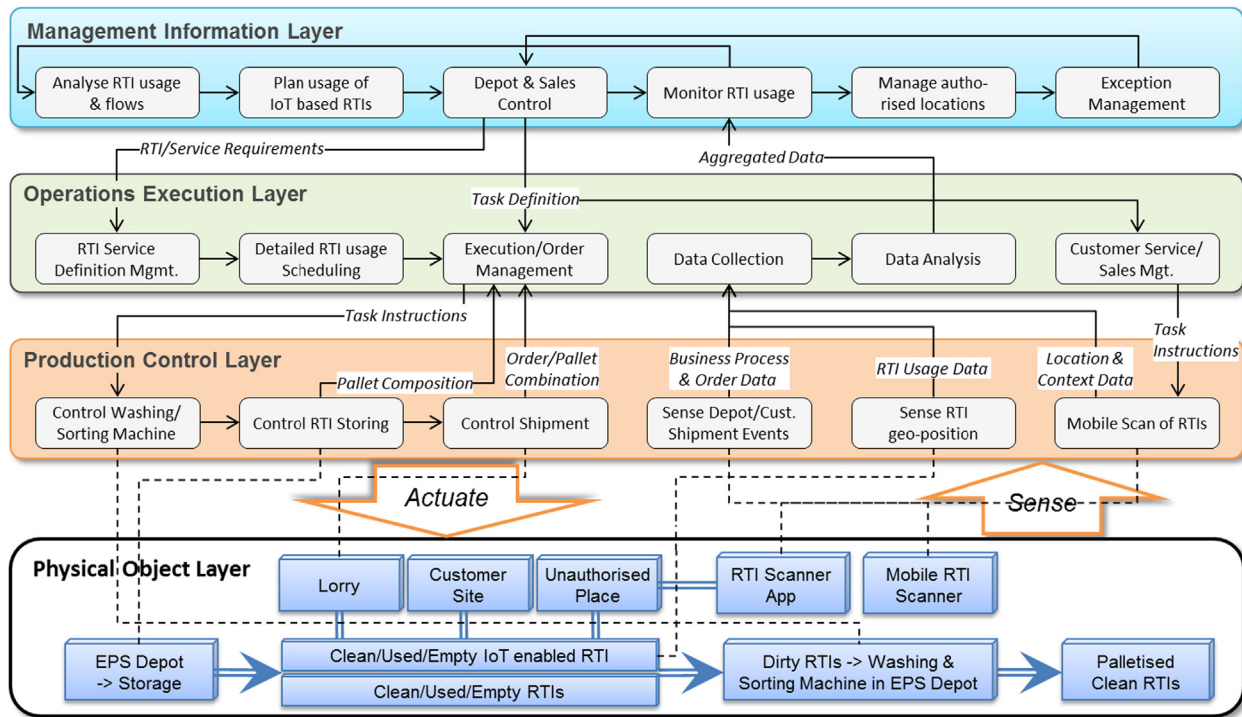 Management Information Layer
Analyse RTI usage
& flows
Plan usage of
IoT based RTIs
Depot & Sales
Control
Monitor RTI usage
Manage autho-
rised locations
Exception
Management
RTI/Service Requirements
Aggregated Data
Operations Execution Layer
Task Definition
RTI Service
Definition Mgmt.
Detailed RTI usage
Scheduling
Execution/Order
Management
Data Collection
Data Analysis
Customer Service/
Sales Mgt.
Task Instructions
Task
Instructions
Production Control Layer
Pallet Composition
Order/Pallet
Combination
Business Process
& Order Data
RTI Usage Data
Location &
Context Data
Control Washing/
Sorting Machine
Control RTI Storing
Control Shipment
Sense Depot/Cust.
Shipment Events
Sense RTI
geo-position
Mobile Scan of RTIs
Actuate
Sense
Physical Object Layer
Lorry
Customer
Site
Unauthorised
Place
RTI Scanner
App
Mobile RTI
Scanner
EPS Depot
-> Storage
Clean/Used/Empty IoT enabled RTI
Clean/Used/Empty RTIs
Dirty RTIs -> Washing &
Sorting Machine in EPS Depot
Palletised
Clean RTIs